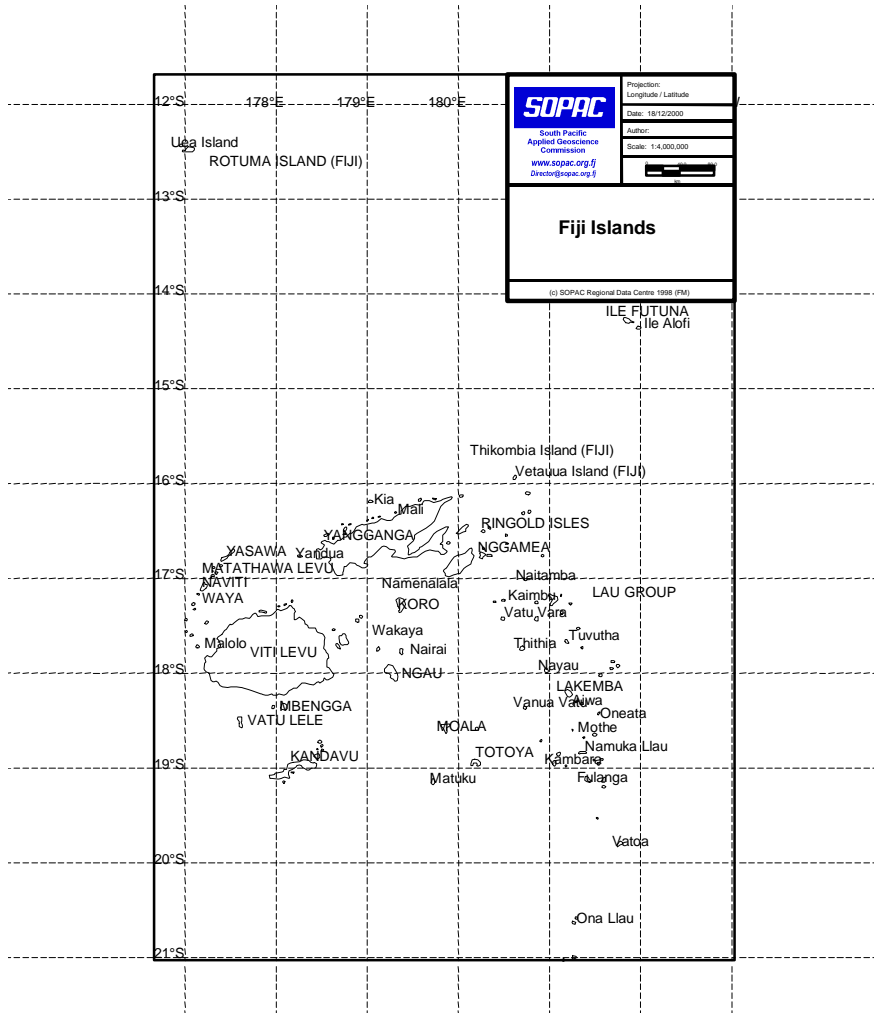 12°S
178°E
179°E
180°E
SOPAC
South Pacific
Applied Geoscience
Commission
www.sopac.org.fj
Director@sopac.org.fj
Projection:
Longitude / Latitude
Date: 18/12/2000
Author:
Scale: 1:4,000,000
0
km
Fiji Islands
(c) SOPAC Regional Data Centre 1998 (FM)
Uea Island
ROTUMA ISLAND (FIJI)
13°S
14°S
ILE FUTUNA
Ile Alofi
15°S
Thikombia Island (FIJI)
Vetauua Island (FIJI)
16°S
Kia
Mali
RINGOLD ISLES
YANGGANGA
YASAWA
Yandua
NGGAMEA
MATATHAWA LEVU
17°S
NAVITI
Naitamba
Namenalala
WAYA
KORO
Kaimbu
LAU GROUP
Vatu Vara
Wakaya
Tuvutha
Malolo
VITI LEVU
Nairai
Thithia
18°S
NGAU
Nayau
LAKEMBA
Aiwa
MBENGGA
Vanua Vatu
VATU LELE
Oneata
MOALA
Mothe
KANDAVU
TOTOYA
Namuka Llau
Kambara
19°S
Matuku
Fulanga
Vatoa
20°S
Ona Llau
21°S